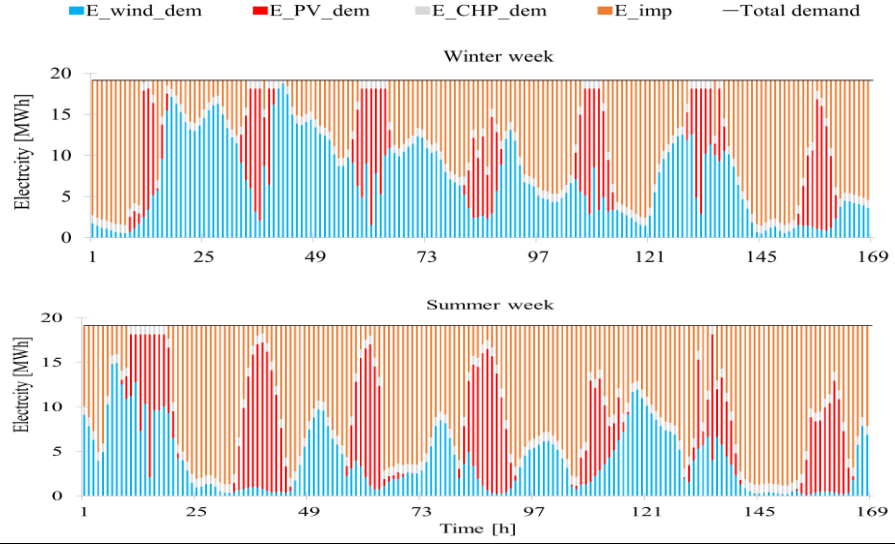 E_wind_dem E_PV_dem E_CHP_dem E_imp Total demand
Winter week
Electrcity [MWh]
20
15
10
5
0
1 25 49 73 97 121 145 169
Summer week
Electrcity [MWh]
20
15
10
5
0
1 25 49 73 97 121 145 169
Time [h]